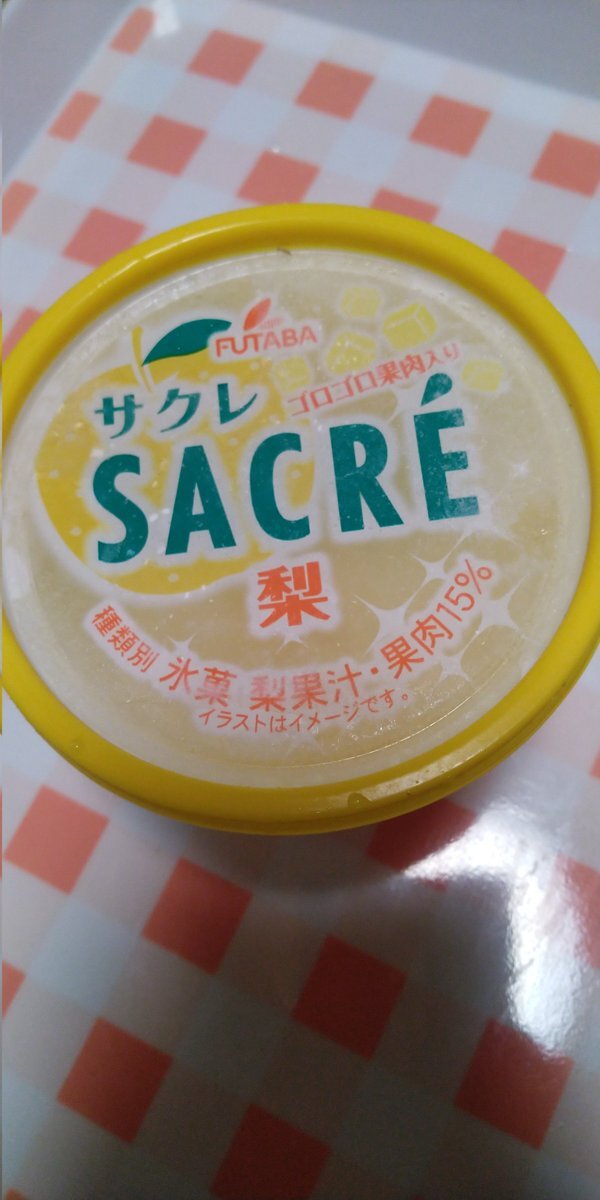 FUTABA
サクレ
ゴロゴロ果肉入り
SACRÉ
梨
種類別 氷菓 梨果汁・果肉15%
イラストはイメージです。